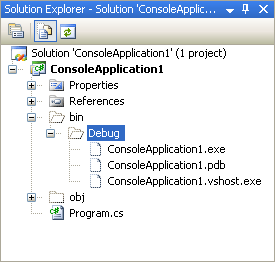 Solution Explorer - Solution 'ConsoleApplic...
Solution 'ConsoleApplication1' (1 project)
ConsoleApplication1
Properties
References
bin
Debug
ConsoleApplication1.exe
ConsoleApplication1.pdb
ConsoleApplication1.vshost.exe
obj
Program.cs